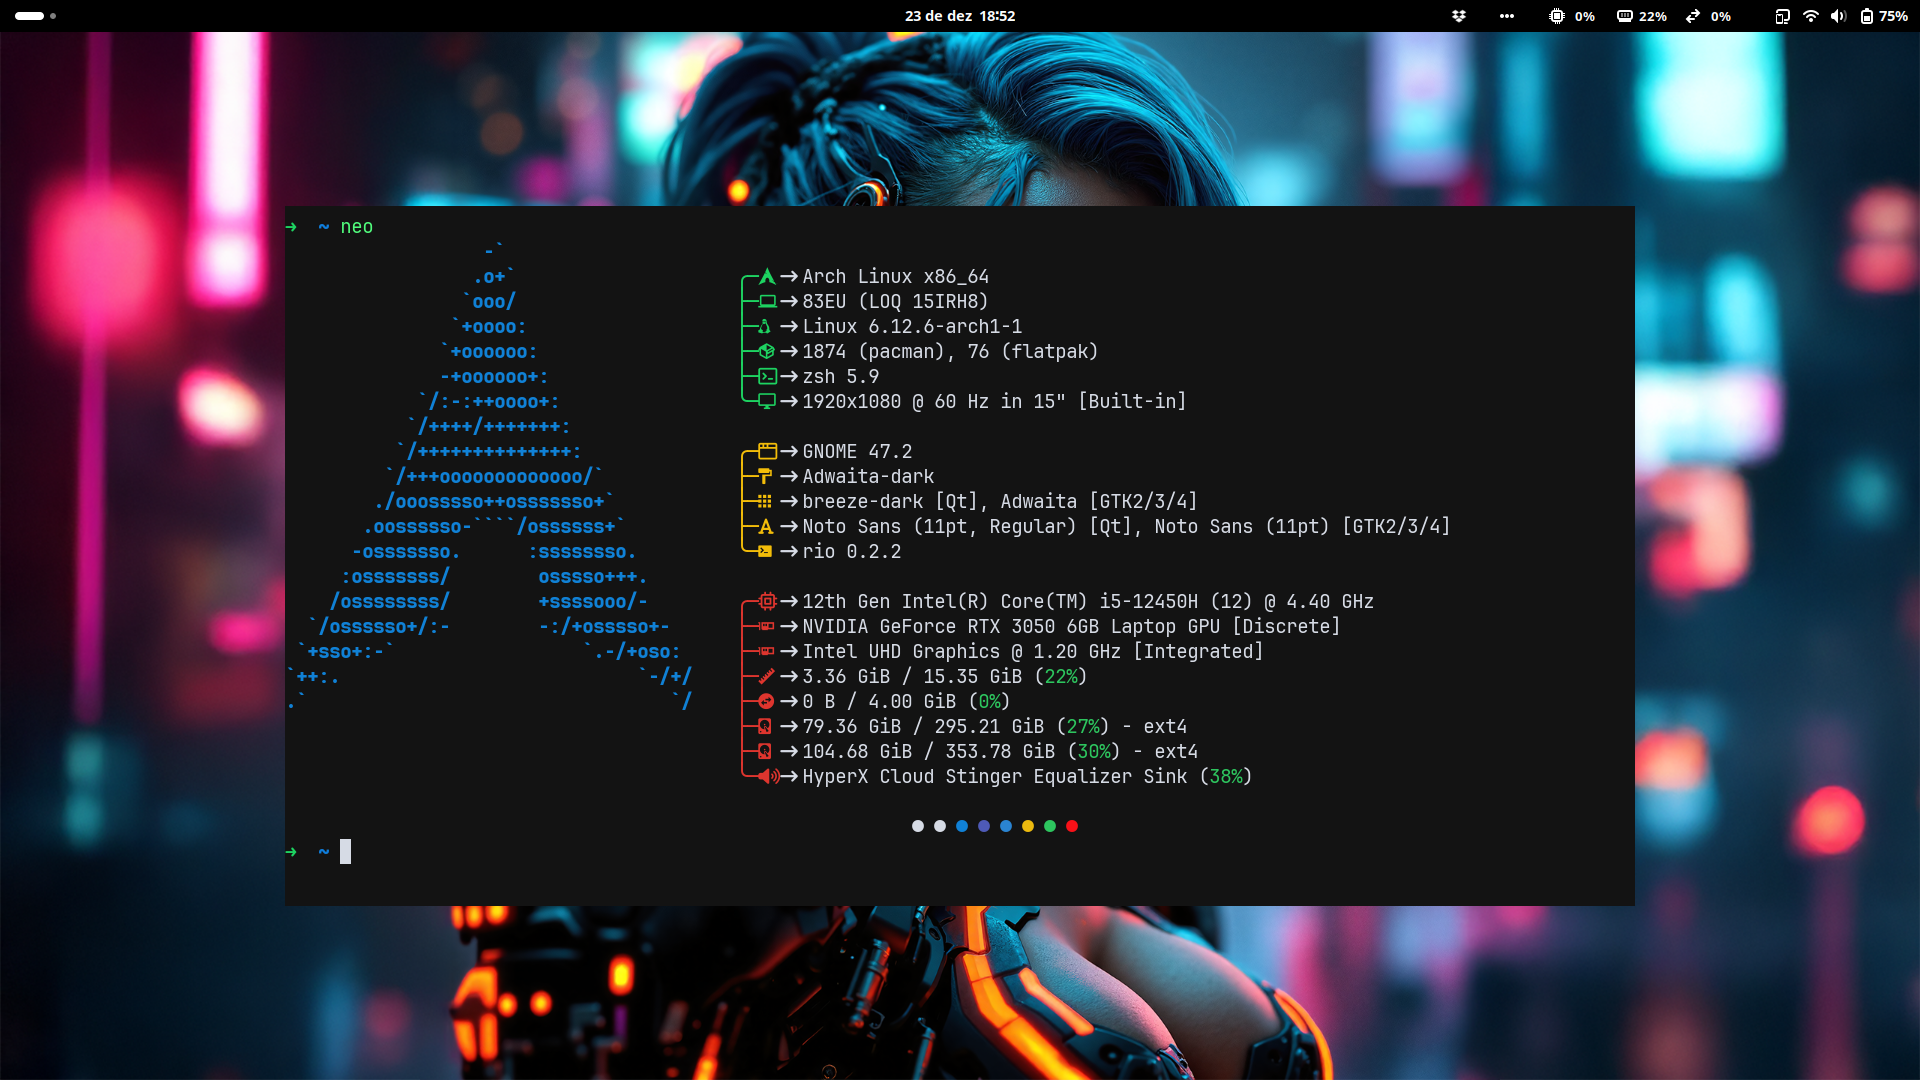 23 de dez 18:52
0% 22% 0% 75%
→ ~ neo
                  -`
                 .o+`
                `ooo/
               `+oooo:
              `+oooooo:
              -+oooooo+:
            `/:-:++oooo+:
           `/++++/+++++++:
          `/++++++++++++++:
         `/+++ooooooooooooo/`
        ./ooosssso++osssssso+`
       .oossssso-````/ossssss+`
      -osssssso.      :ssssssso.
     :osssssss/        osssso+++.
    /ossssssss/        +ssssooo/-
  `/ossssso+/:-        -:/+osssso+-
 `+sso+:-`                 `.-/+oso:
`++:.                           `-/+/
.`                                 `/
→ Arch Linux x86_64
→ 83EU (LOQ 15IRH8)
→ Linux 6.12.6-arch1-1
→ 1874 (pacman), 76 (flatpak)
→ zsh 5.9
→ 1920x1080 @ 60 Hz in 15" [Built-in]
→ GNOME 47.2
→ Adwaita-dark
→ breeze-dark [Qt], Adwaita [GTK2/3/4]
→ Noto Sans (11pt, Regular) [Qt], Noto Sans (11pt) [GTK2/3/4]
→ rio 0.2.2
→ 12th Gen Intel(R) Core(TM) i5-12450H (12) @ 4.40 GHz
→ NVIDIA GeForce RTX 3050 6GB Laptop GPU [Discrete]
→ Intel UHD Graphics @ 1.20 GHz [Integrated]
→ 3.36 GiB / 15.35 GiB (22%)
→ 0 B / 4.00 GiB (0%)
→ 79.36 GiB / 295.21 GiB (27%) - ext4
→ 104.68 GiB / 353.78 GiB (30%) - ext4
→ HyperX Cloud Stinger Equalizer Sink (38%)
→ ~